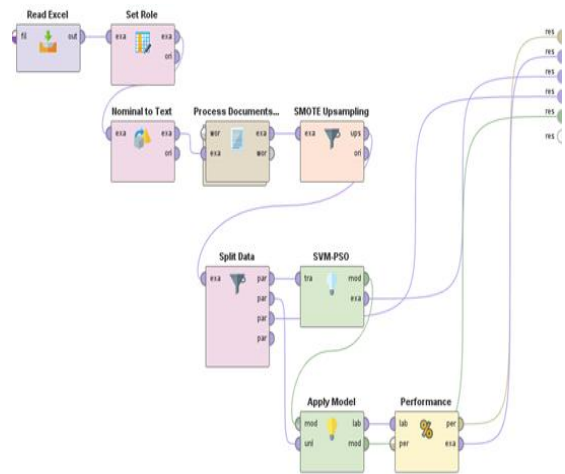 Read Excel
Set Role
fil out
exa exa
ori
res
res
res
res
res
res
Nominal to Text
Process Documents...
SMOTE Upsampling
exa exa
ori
wor exa
exa wor
exa ups
ori
Split Data
SVM-PSO
exa par
par
par
par
tra mod
exa
Apply Model
Performance
mod lab
uni mod
lab per
per exa
%